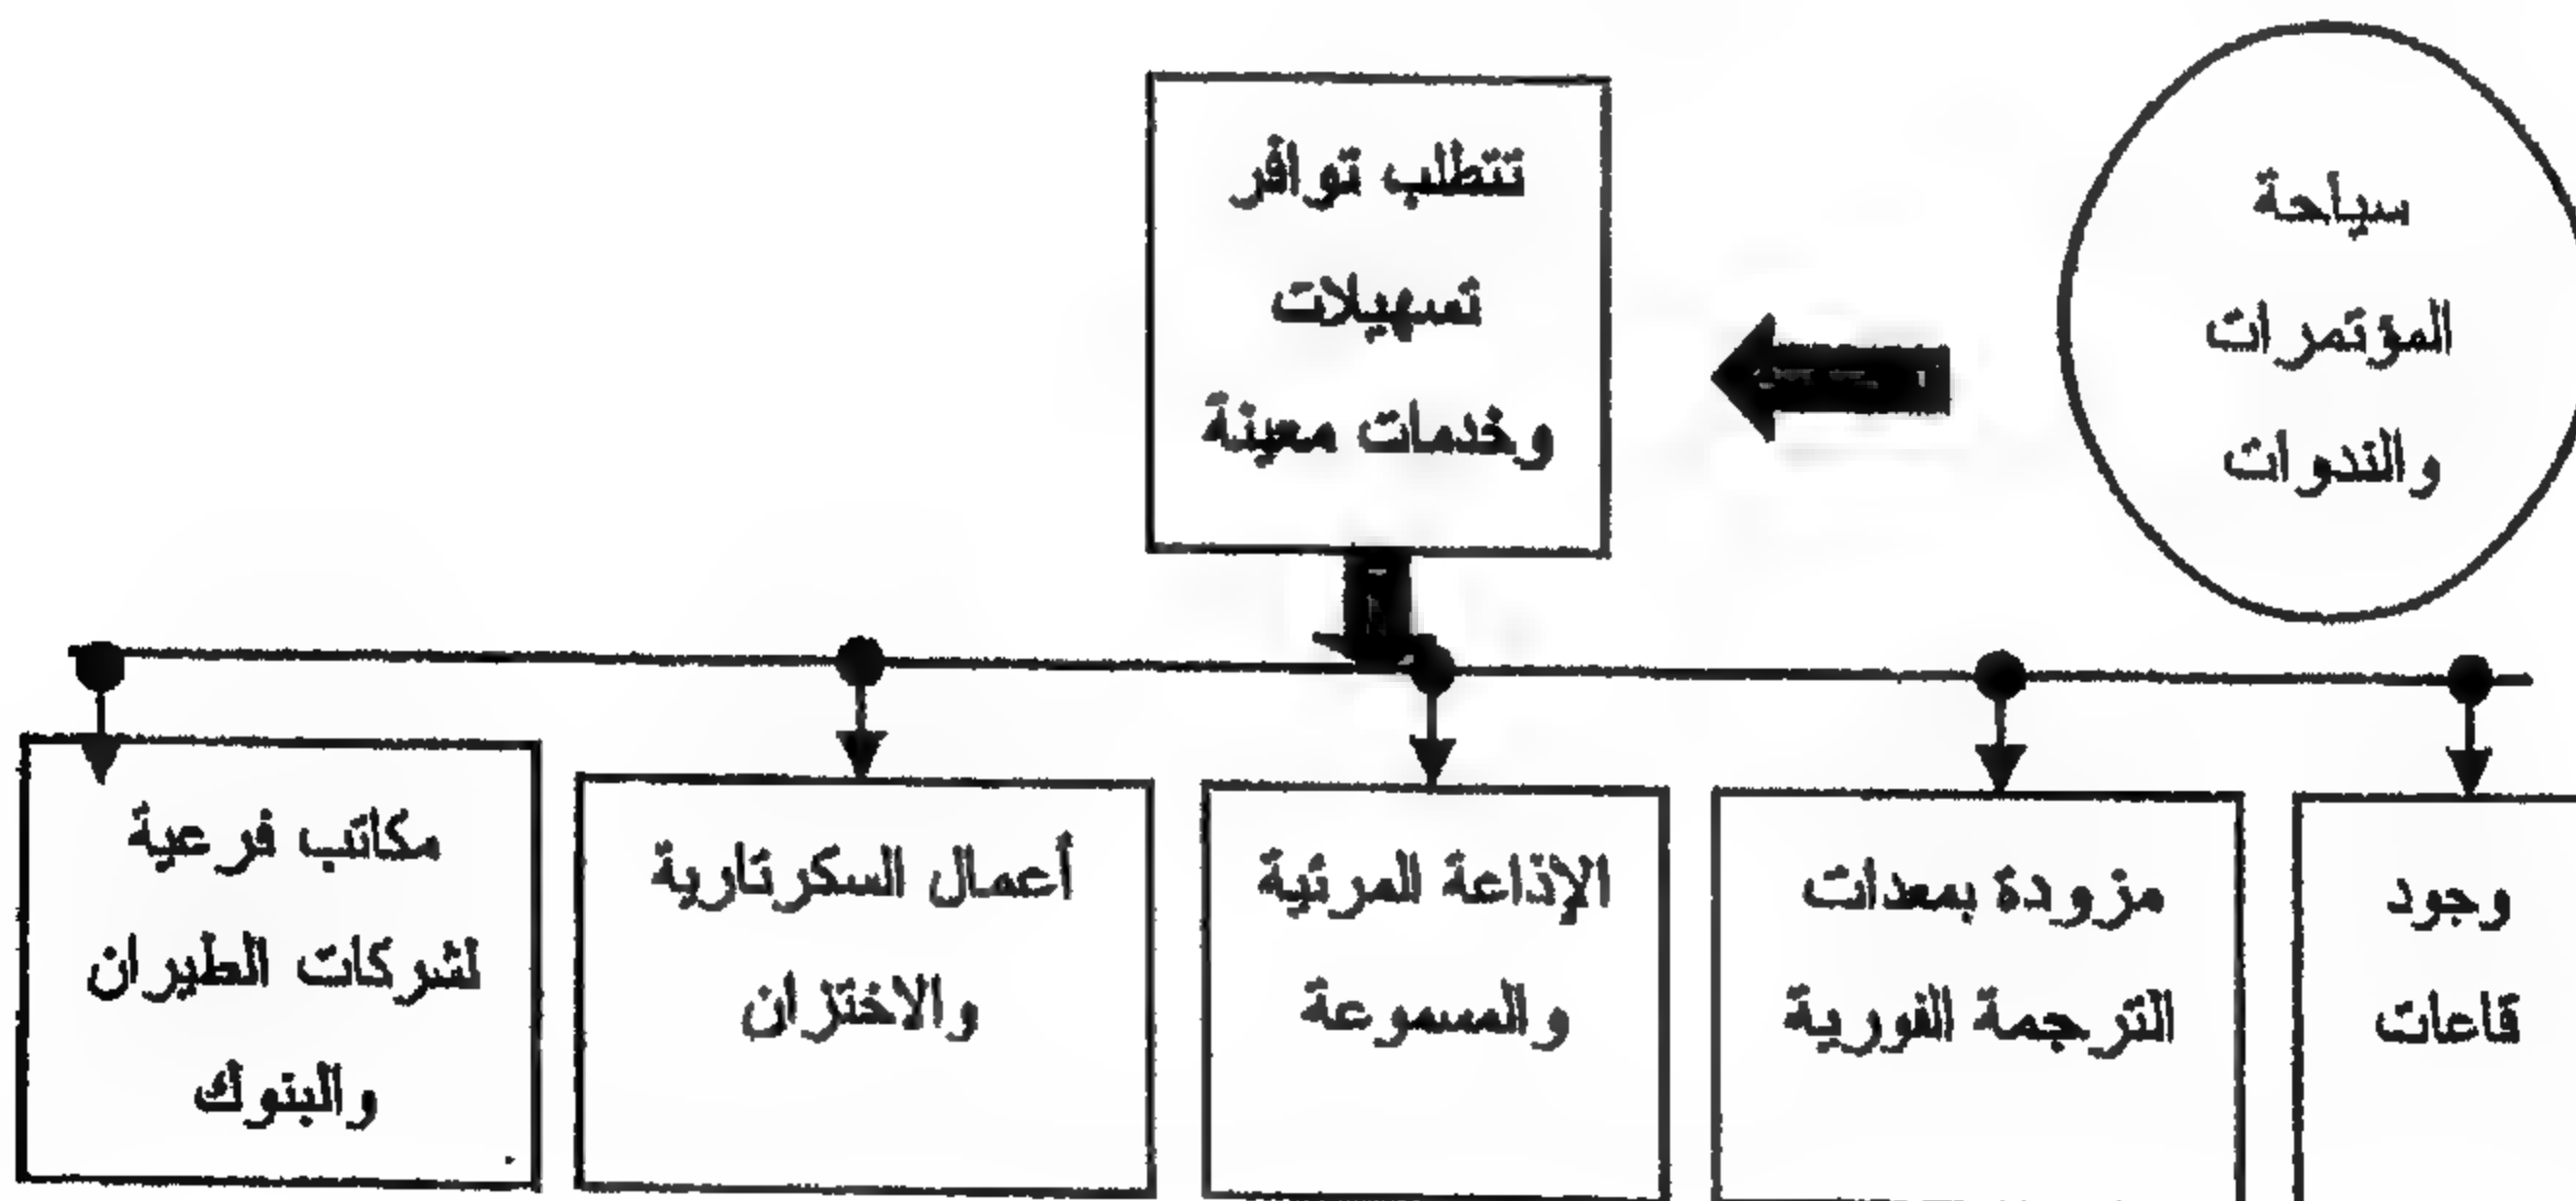 سياحة
المؤتمرات
والندوات
تتطلب توافر
تسهيلات
وخدمات معينة
وجود
قاعات
مزودة بمعدات
الترجمة الفورية
الإذاعة المرئية
والمسموعة
أعمال السكرتارية
والاختزان
مكاتب فرعية
لشركات الطيران
والبنوك